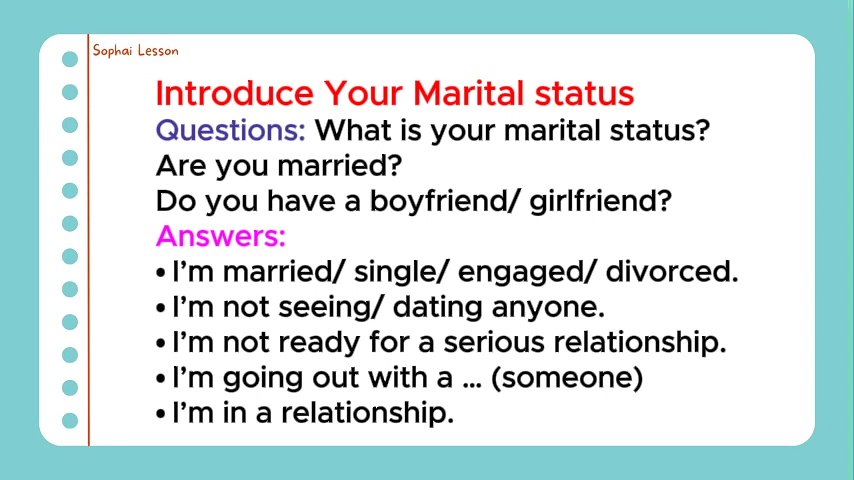 Sophai Lesson
Introduce Your Marital status
Questions: What is your marital status?
Are you married?
Do you have a boyfriend/ girlfriend?
Answers:
• I'm married/ single/ engaged/ divorced.
• I'm not seeing/ dating anyone.
• I'm not ready for a serious relationship.
• I'm going out with a ... (someone)
• I'm in a relationship.